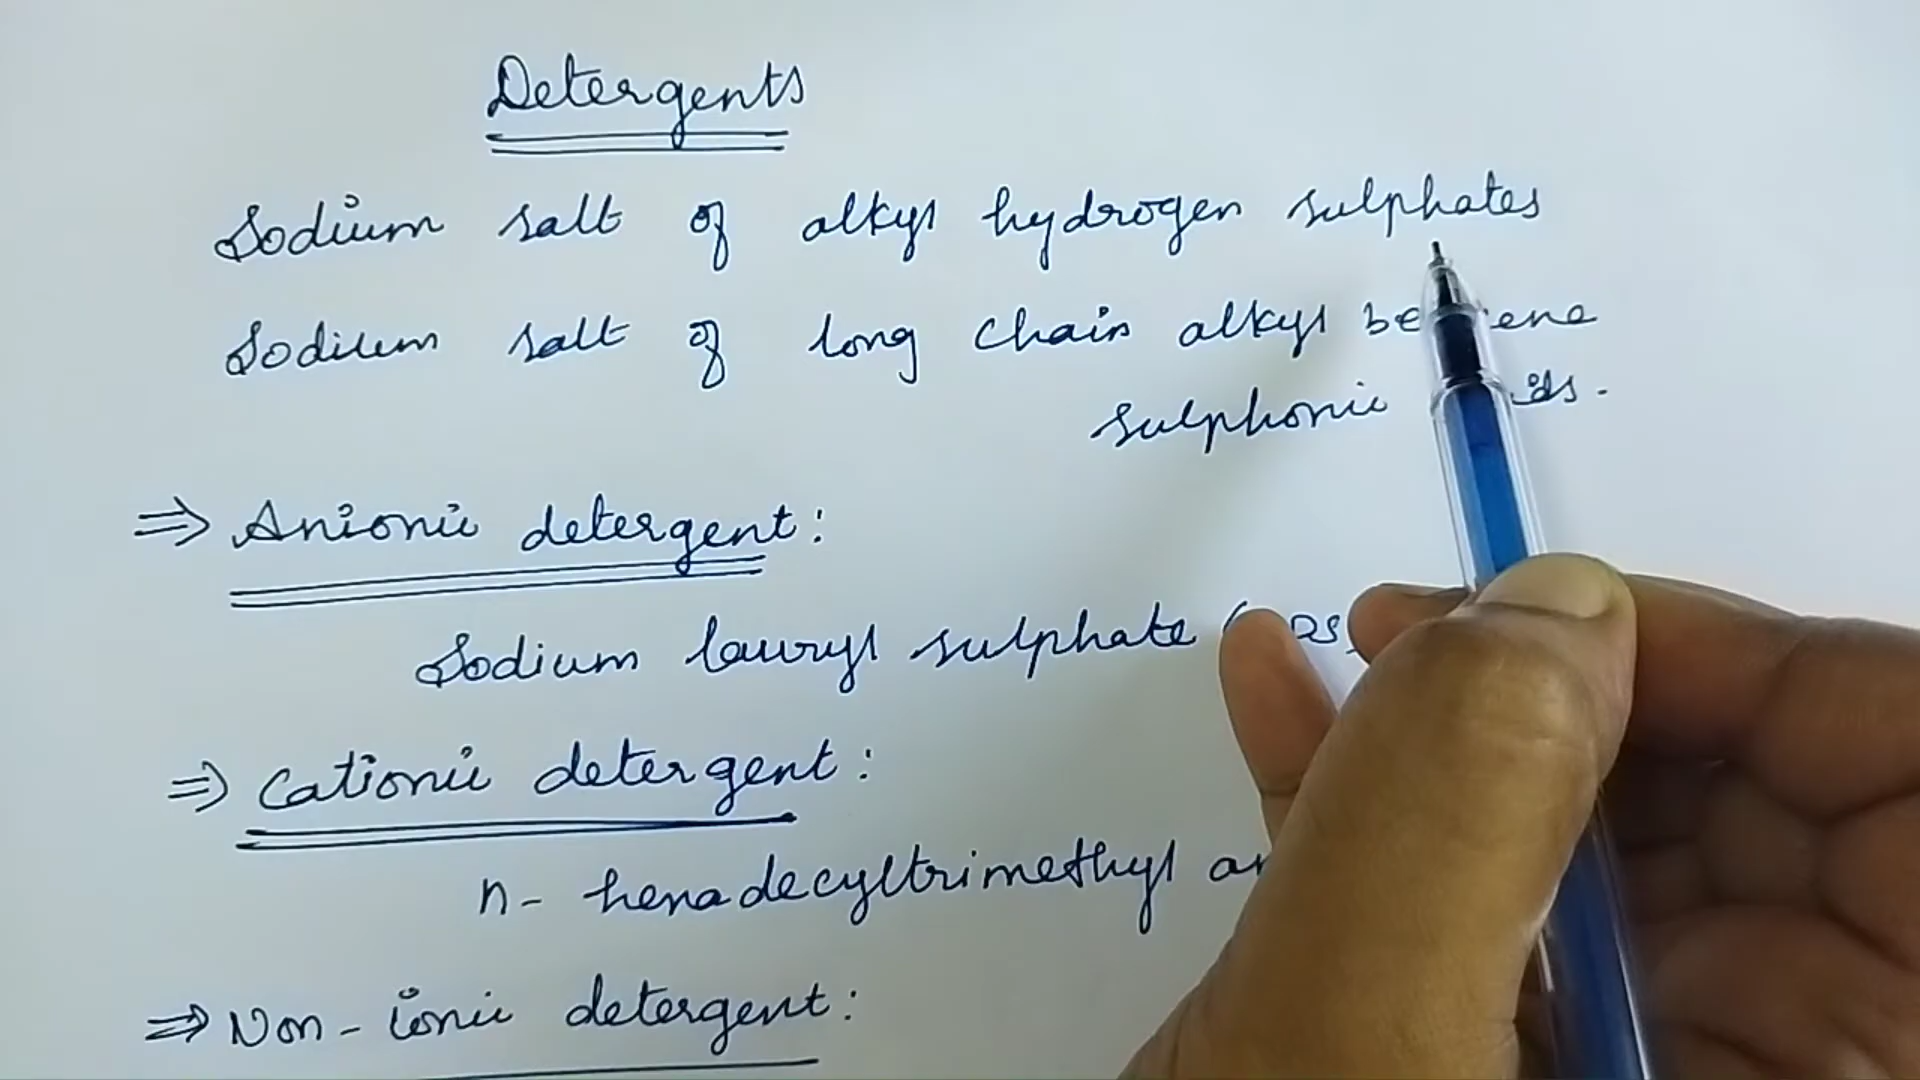 Detergents
Sodium salt of alkyl hydrogen sulphates
Sodium salt of long chain alkyl
sulphonic
⇒ Anionic detergent:
Sodium lauryl sulphate
⇒ Cationic detergent:
n- hexadecyltrimethyl
⇒ Non-ionic detergent: